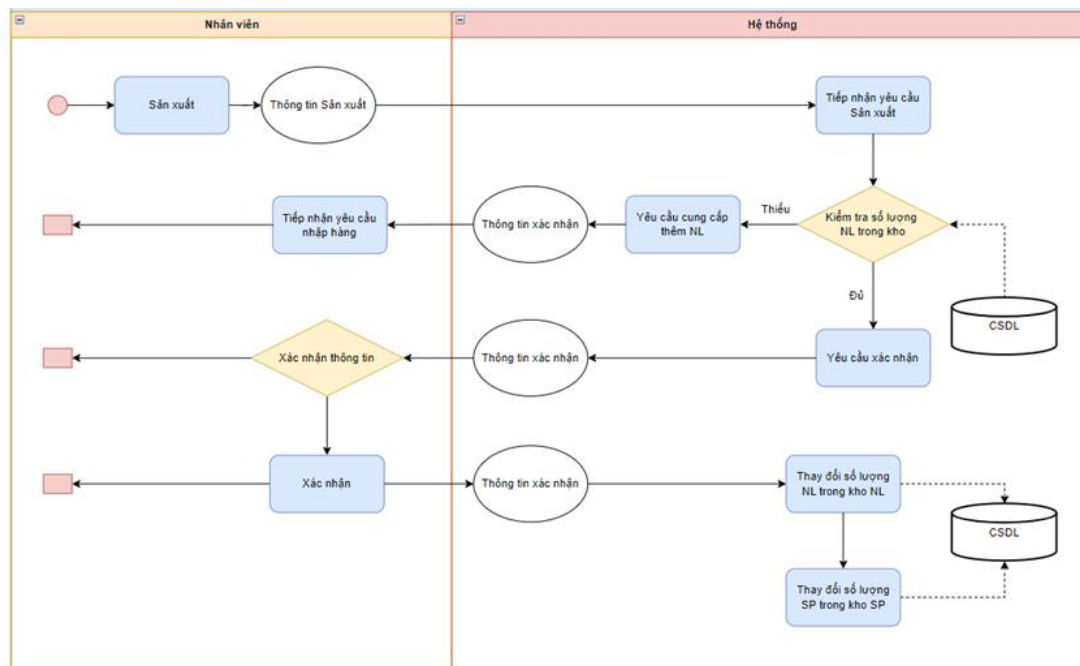 Nhân viên
Hệ thống
Sản xuất
Thông tin Sản xuất
Tiếp nhận yêu cầu
Sản xuất
Tiếp nhận yêu cầu
nhập hàng
Thông tin xác nhận
Yêu cầu cung cấp
thêm NL
Thiếu
Kiểm tra số lượng
NL trong kho
Đủ
CSDL
Xác nhận thông tin
Thông tin xác nhận
Yêu cầu xác nhận
Xác nhận
Thông tin xác nhận
Thay đổi số lượng
NL trong kho NL
CSDL
Thay đổi số lượng
SP trong kho SP